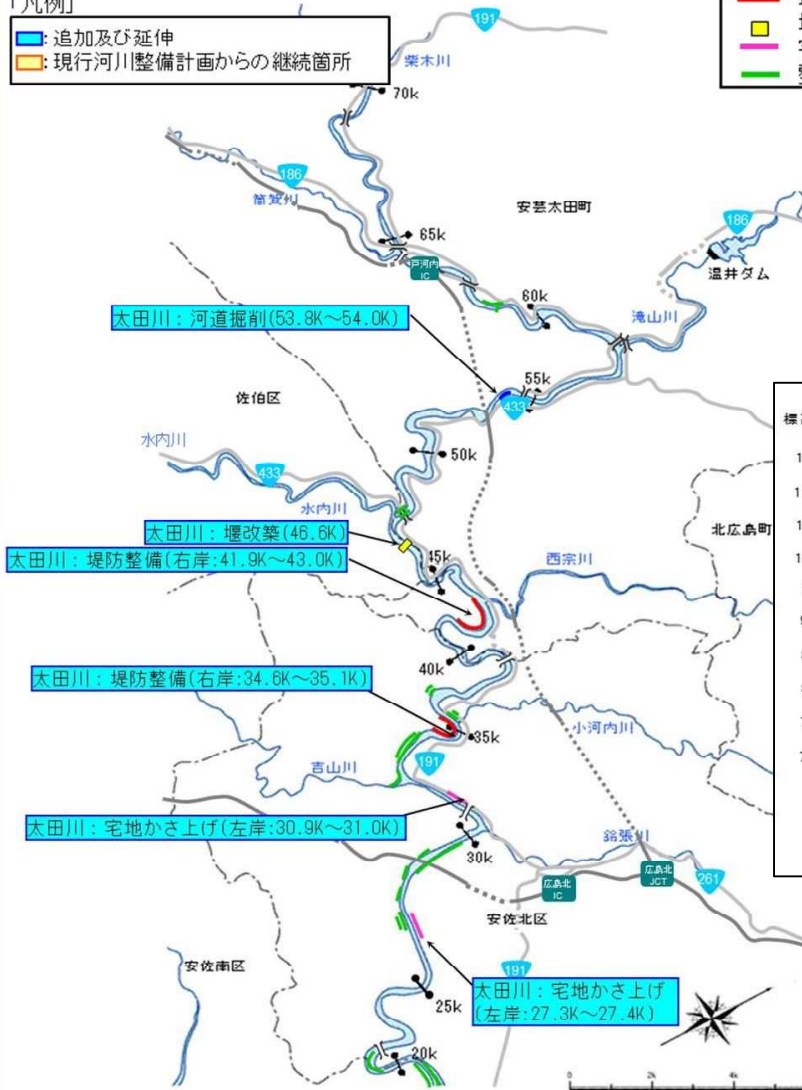 「凡例」
: 追加及び延伸
: 現行河川整備計画からの継続箇所
191
柴木川
70k
186
筒賀川
安芸太田町
186
65k
戸河内
IC
温井ダム
60k
滝山川
太田川：河道掘削(53.8K～54.0K)
55k
433
佐伯区
水内川
50k
433
水内川
太田川：堰改築(46.6K)
北広島町
太田川：堤防整備(右岸:41.9K～43.0K)
45k
西宗川
40k
太田川：堤防整備(右岸:34.6K～35.1K)
35k
小河内川
191
吉山川
太田川：宅地かさ上げ(左岸:30.9K～31.0K)
30k
鈴張川
広島北
IC
広島北
JCT
261
安佐北区
安佐南区
191
太田川：宅地かさ上げ
(左岸:27.3K～27.4K)
25k
20k
0
2k
4k